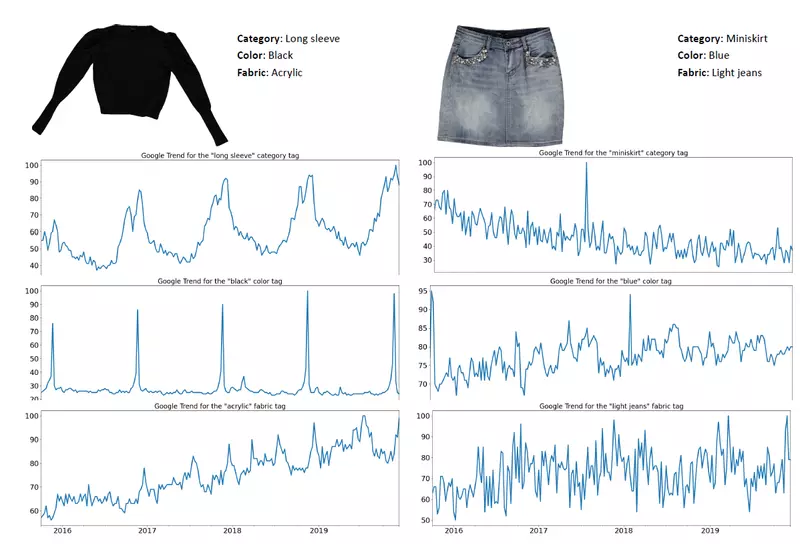 Category: Long sleeve
Color: Black
Fabric: Acrylic
Category: Miniskirt
Color: Blue
Fabric: Light jeans
Google Trend for the "long sleeve" category tag
100
90
80
70
60
50
40
Google Trend for the "miniskirt" category tag
100
90
80
70
60
50
40
30
Google Trend for the "black" color tag
100
90
80
70
60
50
40
30
20
Google Trend for the "blue" color tag
95
90
85
80
75
70
Google Trend for the "acrylic" fabric tag
100
90
80
70
60
2016 2017 2018 2019
Google Trend for the "light jeans" fabric tag
100
90
80
70
60
50
2016 2017 2018 2019